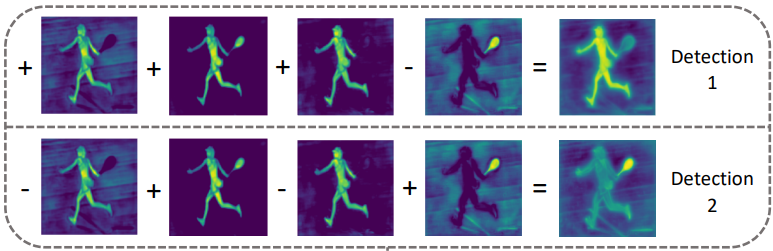 + + + - = Detection
1
- + - + = Detection
2